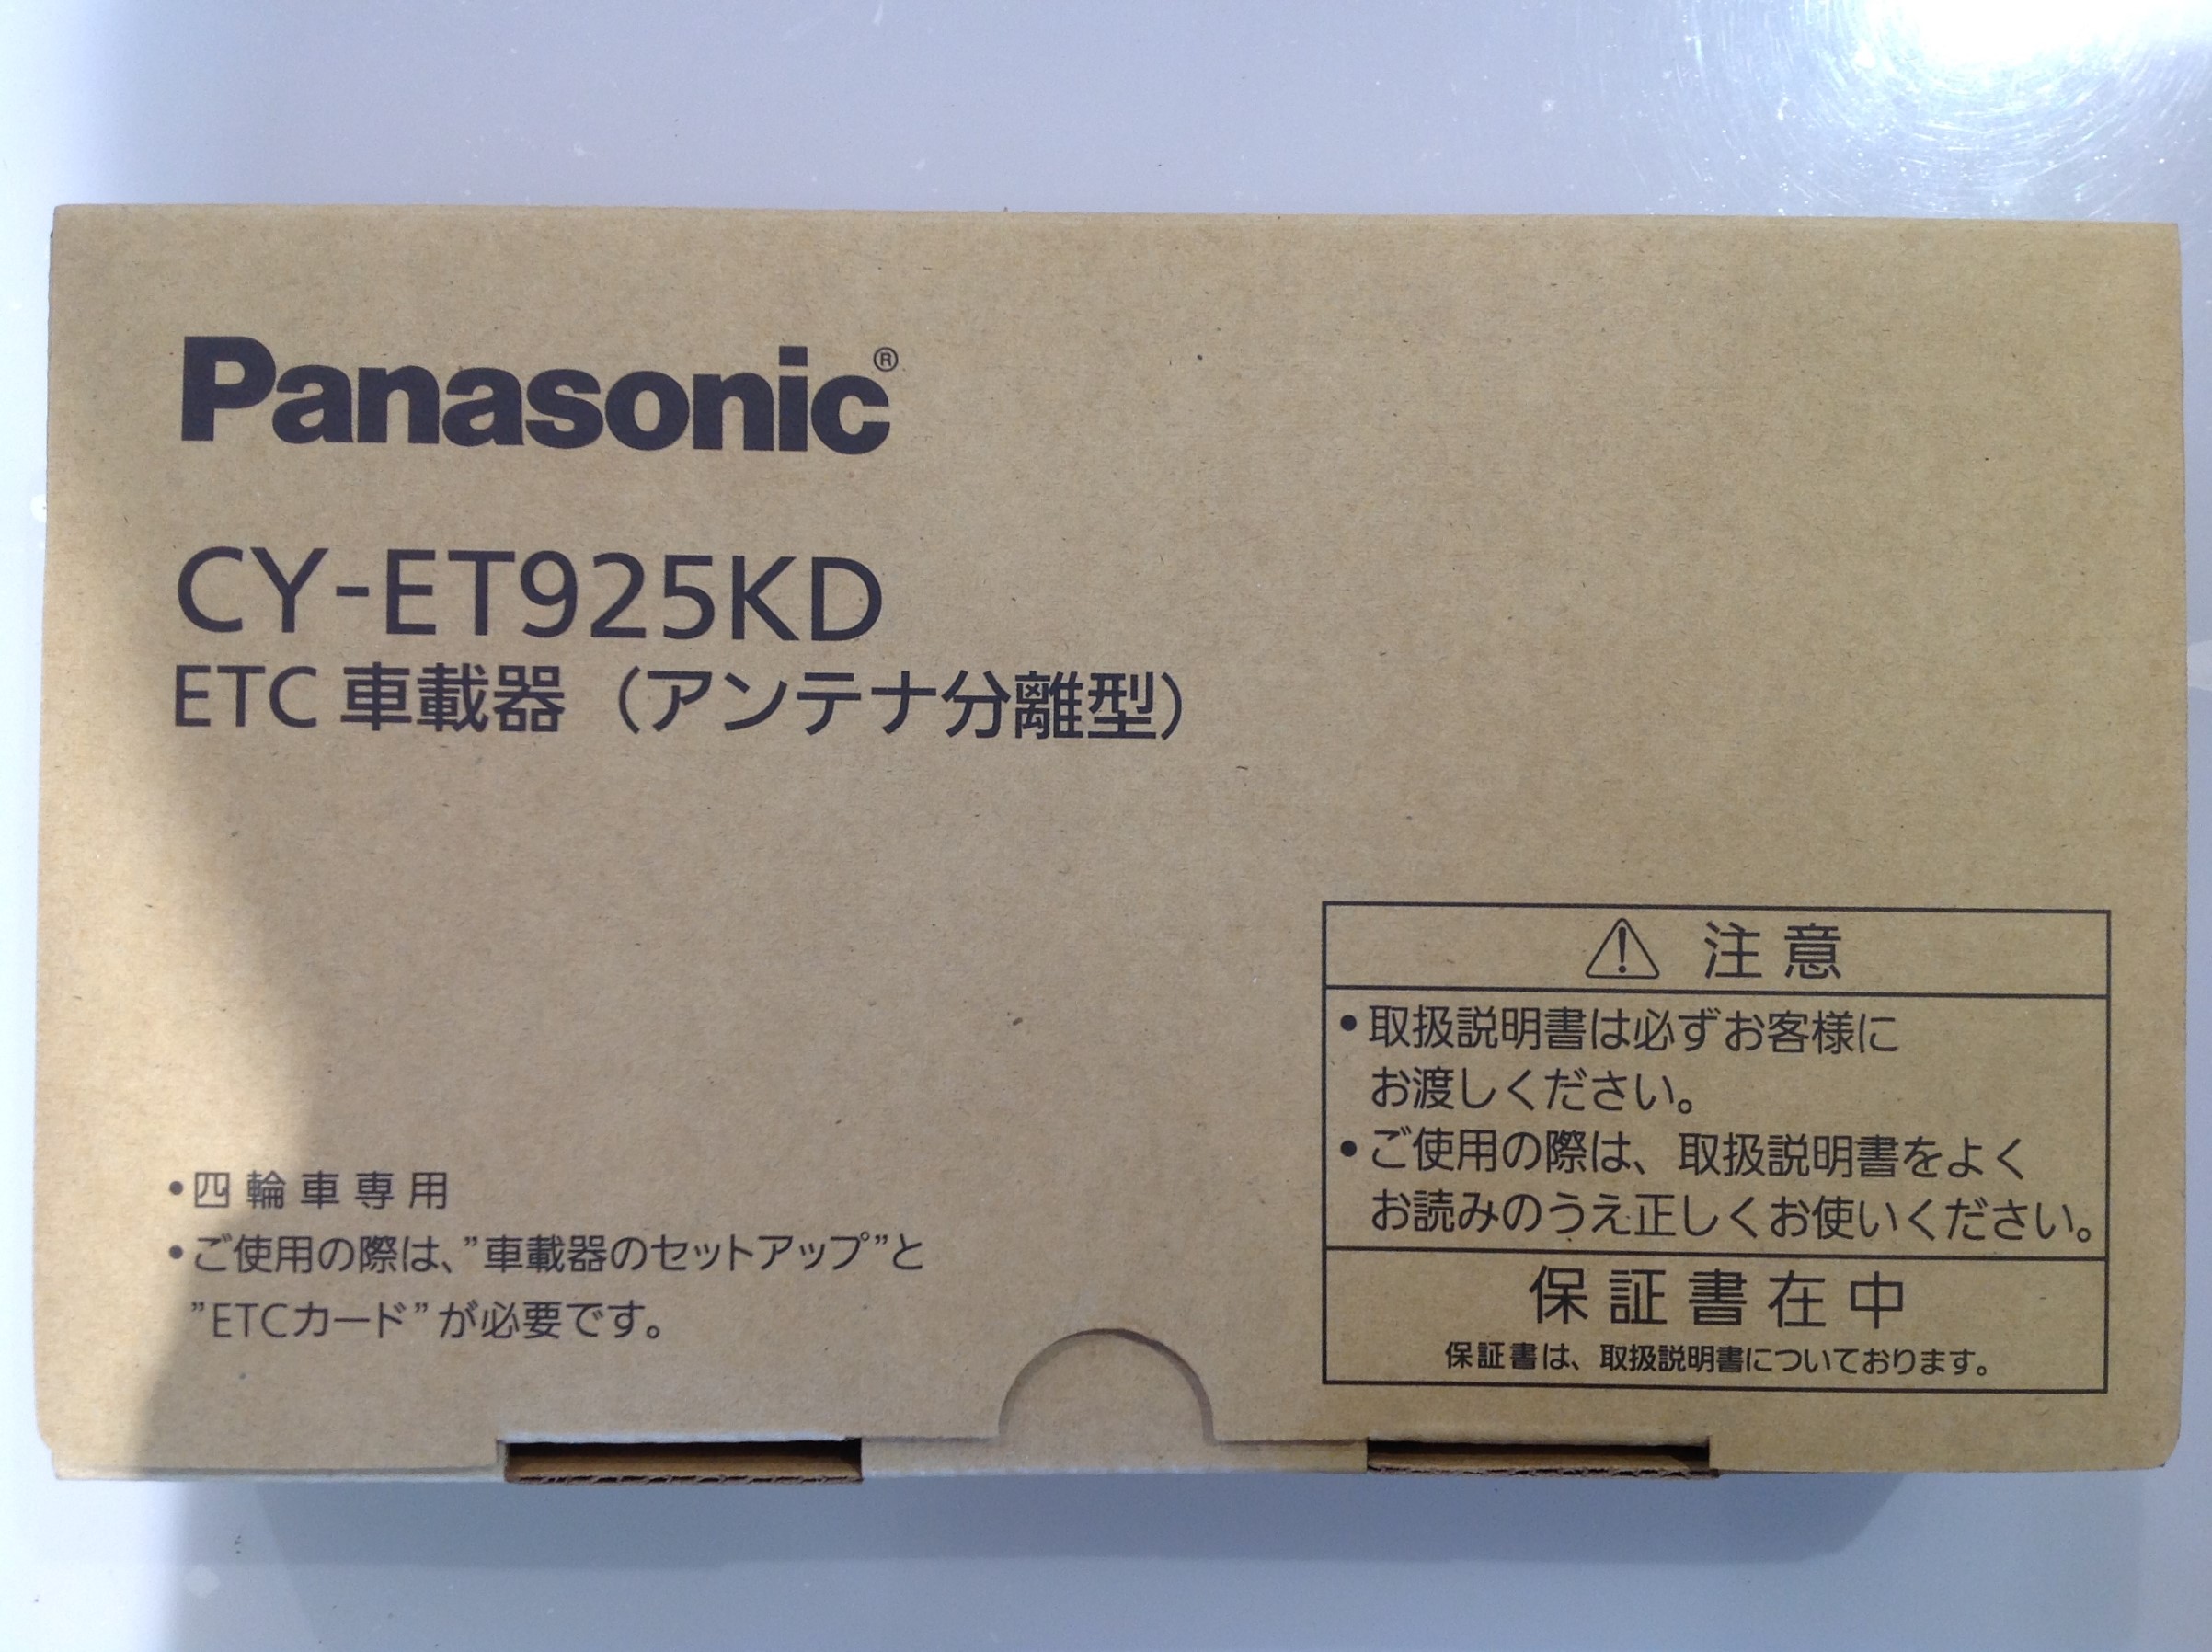 Panasonic®
CY-ET925KD
ETC 車載器（アンテナ分離型）
・四輪車専用
・ご使用の際は、”車載器のセットアップ”と
”ETCカード”が必要です。
⚠ 注意
・取扱説明書は必ずお客様に
お渡しください。
・ご使用の際は、取扱説明書をよく
お読みのうえ正しくお使いください。
保証書在中
保証書は、取扱説明書についております。